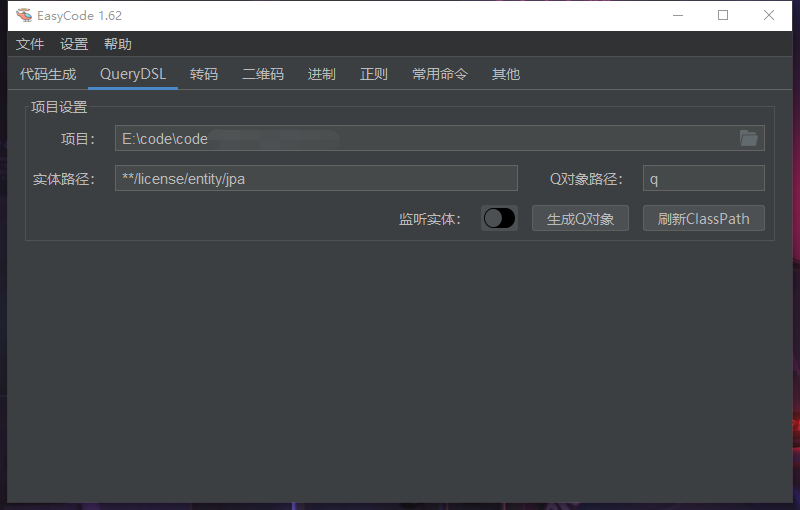 EasyCode 1.62
文件 设置 帮助
代码生成 QueryDSL 转码 二维码 进制 正则 常用命令 其他
项目设置
项目： E:\code\code
实体路径： **/license/entity/jpa Q对象路径： q
监听实体： 生成Q对象 刷新ClassPath